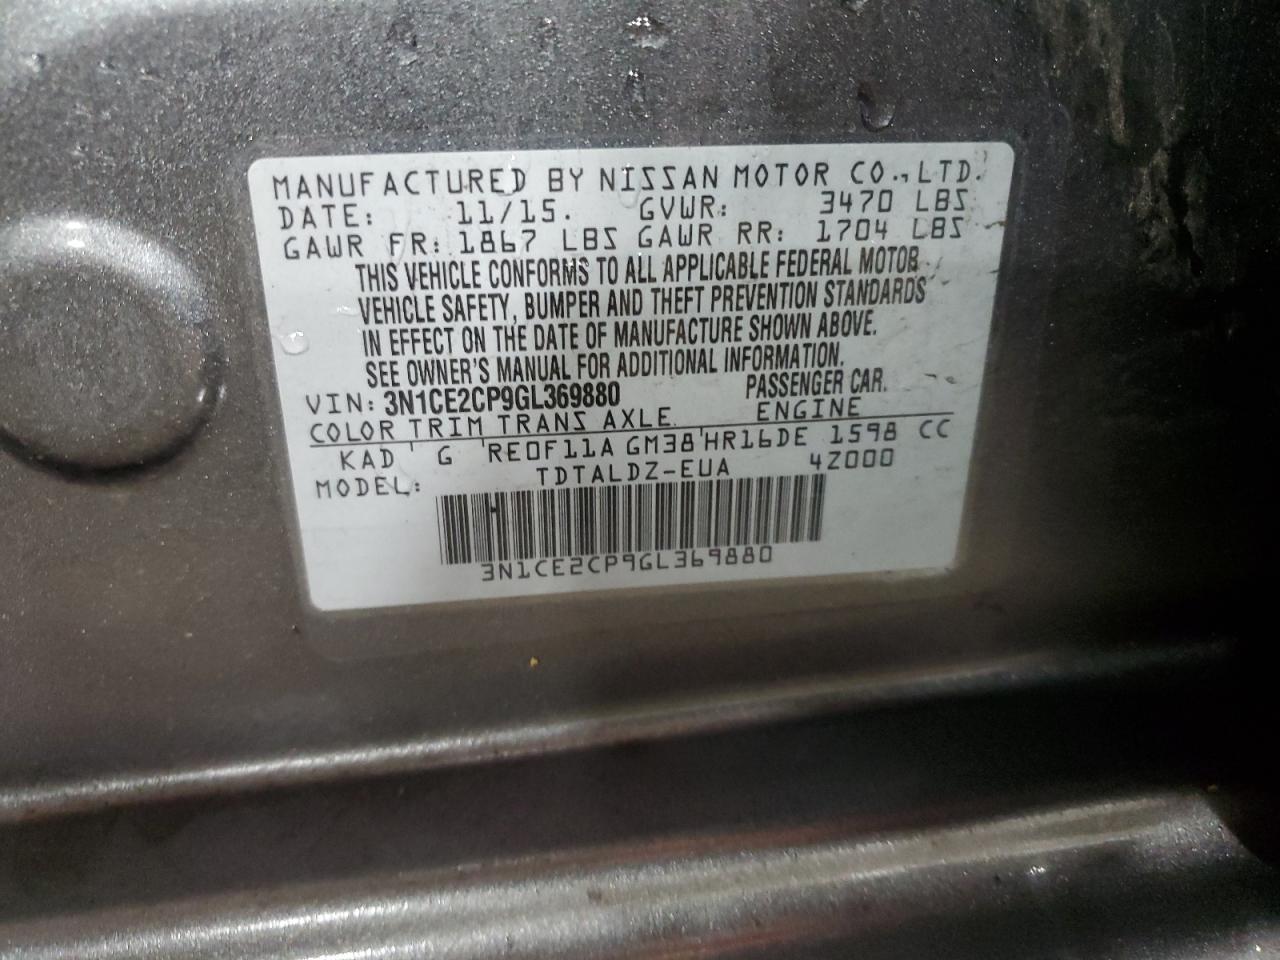 MANUFACTURED BY NISSAN MOTOR CO., LTD.
DATE: 11/15. GVWR: 3470 LBS
GAWR FR: 1867 LBS GAWR RR: 1704 LBS
THIS VEHICLE CONFORMS TO ALL APPLICABLE FEDERAL MOTOR
VEHICLE SAFETY, BUMPER AND THEFT PREVENTION STANDARDS
IN EFFECT ON THE DATE OF MANUFACTURE SHOWN ABOVE.
SEE OWNER'S MANUAL FOR ADDITIONAL INFORMATION.
VIN: 3N1CE2CP9GL369880 PASSENGER CAR.
COLOR TRIM TRANS AXLE ENGINE
KAD G RE0F11A GM38 HR16DE 1598 CC
MODEL: TDTALDZ-EUA 4Z000
3N1CE2CP9GL369880